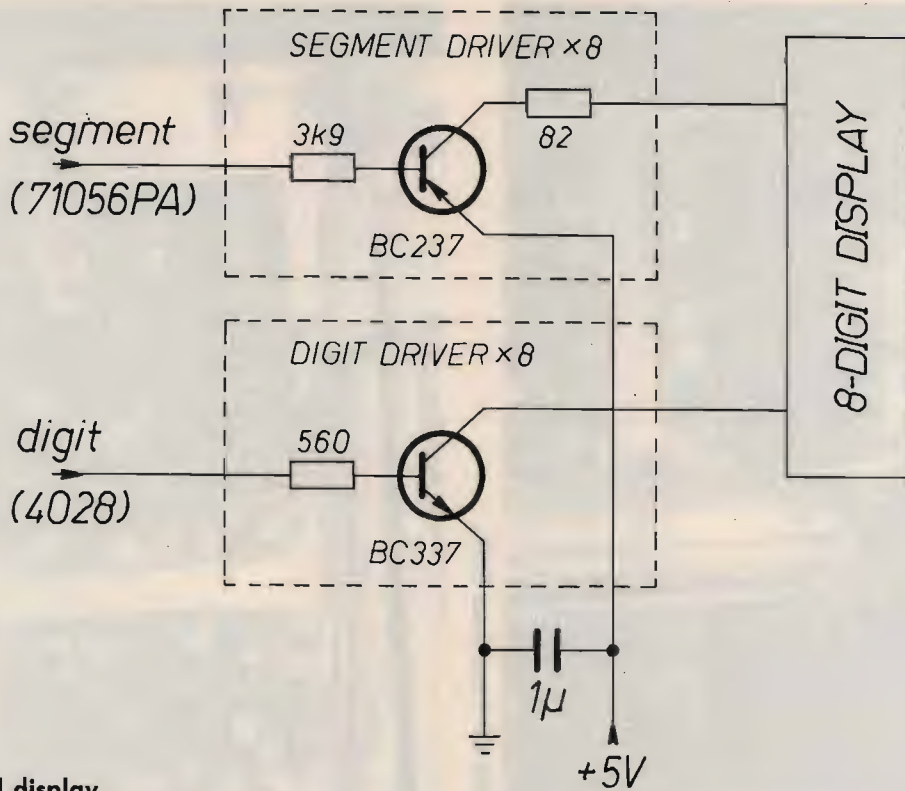 SEGMENT DRIVER ×8
segment
(71056PA)
3k9
82
BC237
8-DIGIT DISPLAY
DIGIT DRIVER ×8
digit
(4028)
560
BC337
1µ
+5V
display